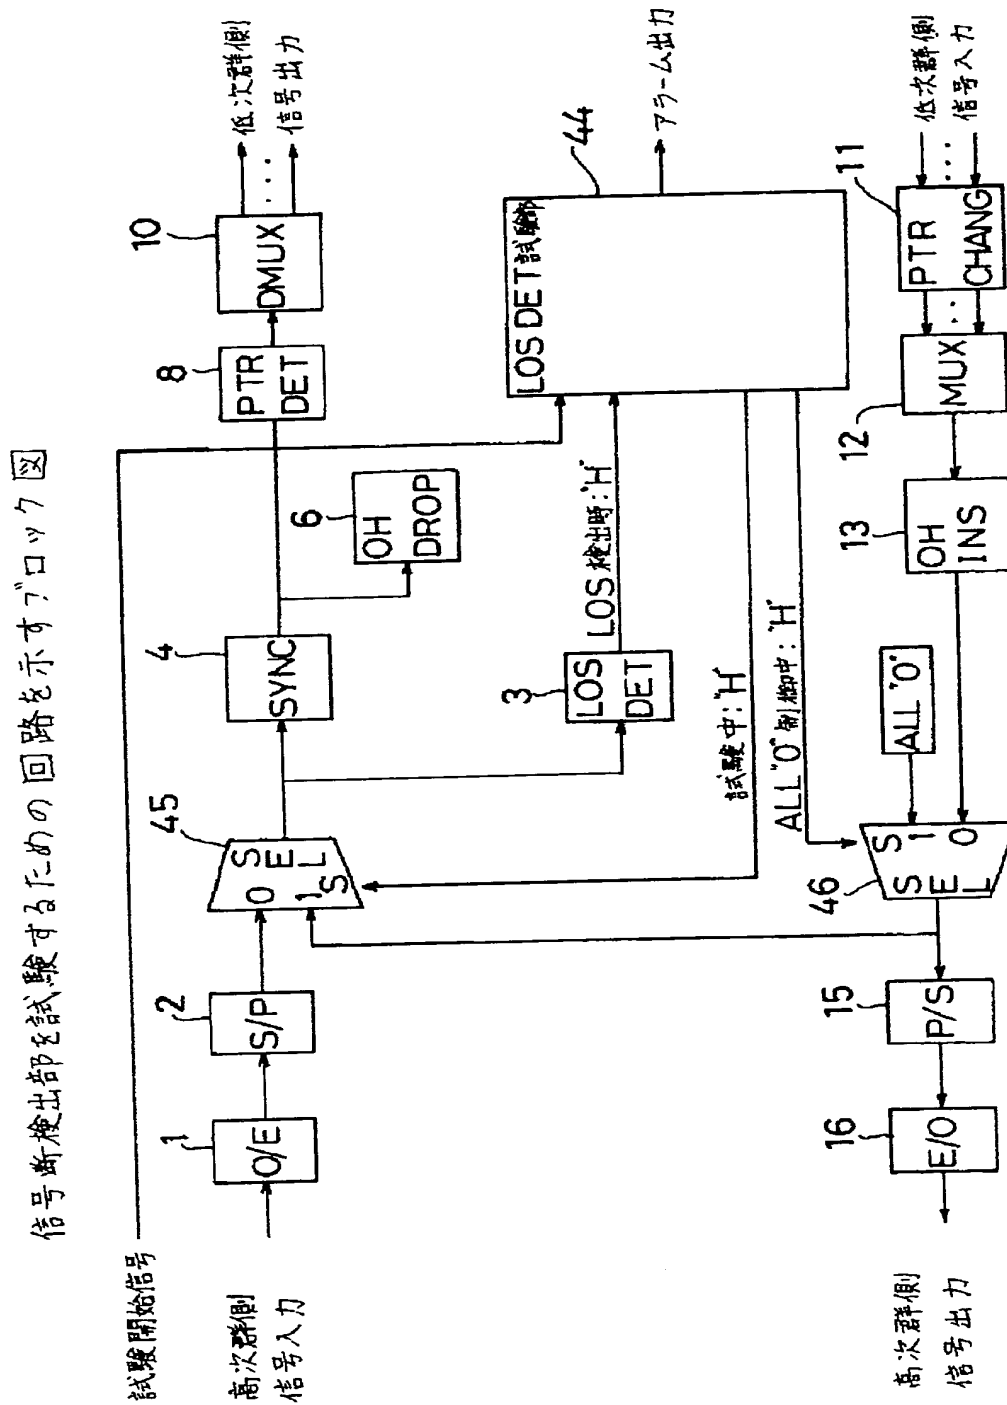 信号断検出部を試験するための回路を示すブロック図
試験開始信号
高次群側
信号入力
1
O/E
2
S/P
45
0
1
S
SEL
4
SYNC
6
OH
DROP
8
PTR
DET
10
DMUX
低次群側
信号出力
3
LOS
DET
LOS検出時:"H"
44
LOS DET試験部
アラーム出力
試験中:"H"
ALL"0"制御中:"H"
低次群側
信号入力
11
PTR
CHANG
12
MUX
13
OH
INS
ALL"0"
46
S
1
0
SEL
15
P/S
16
E/O
高次群側
信号出力